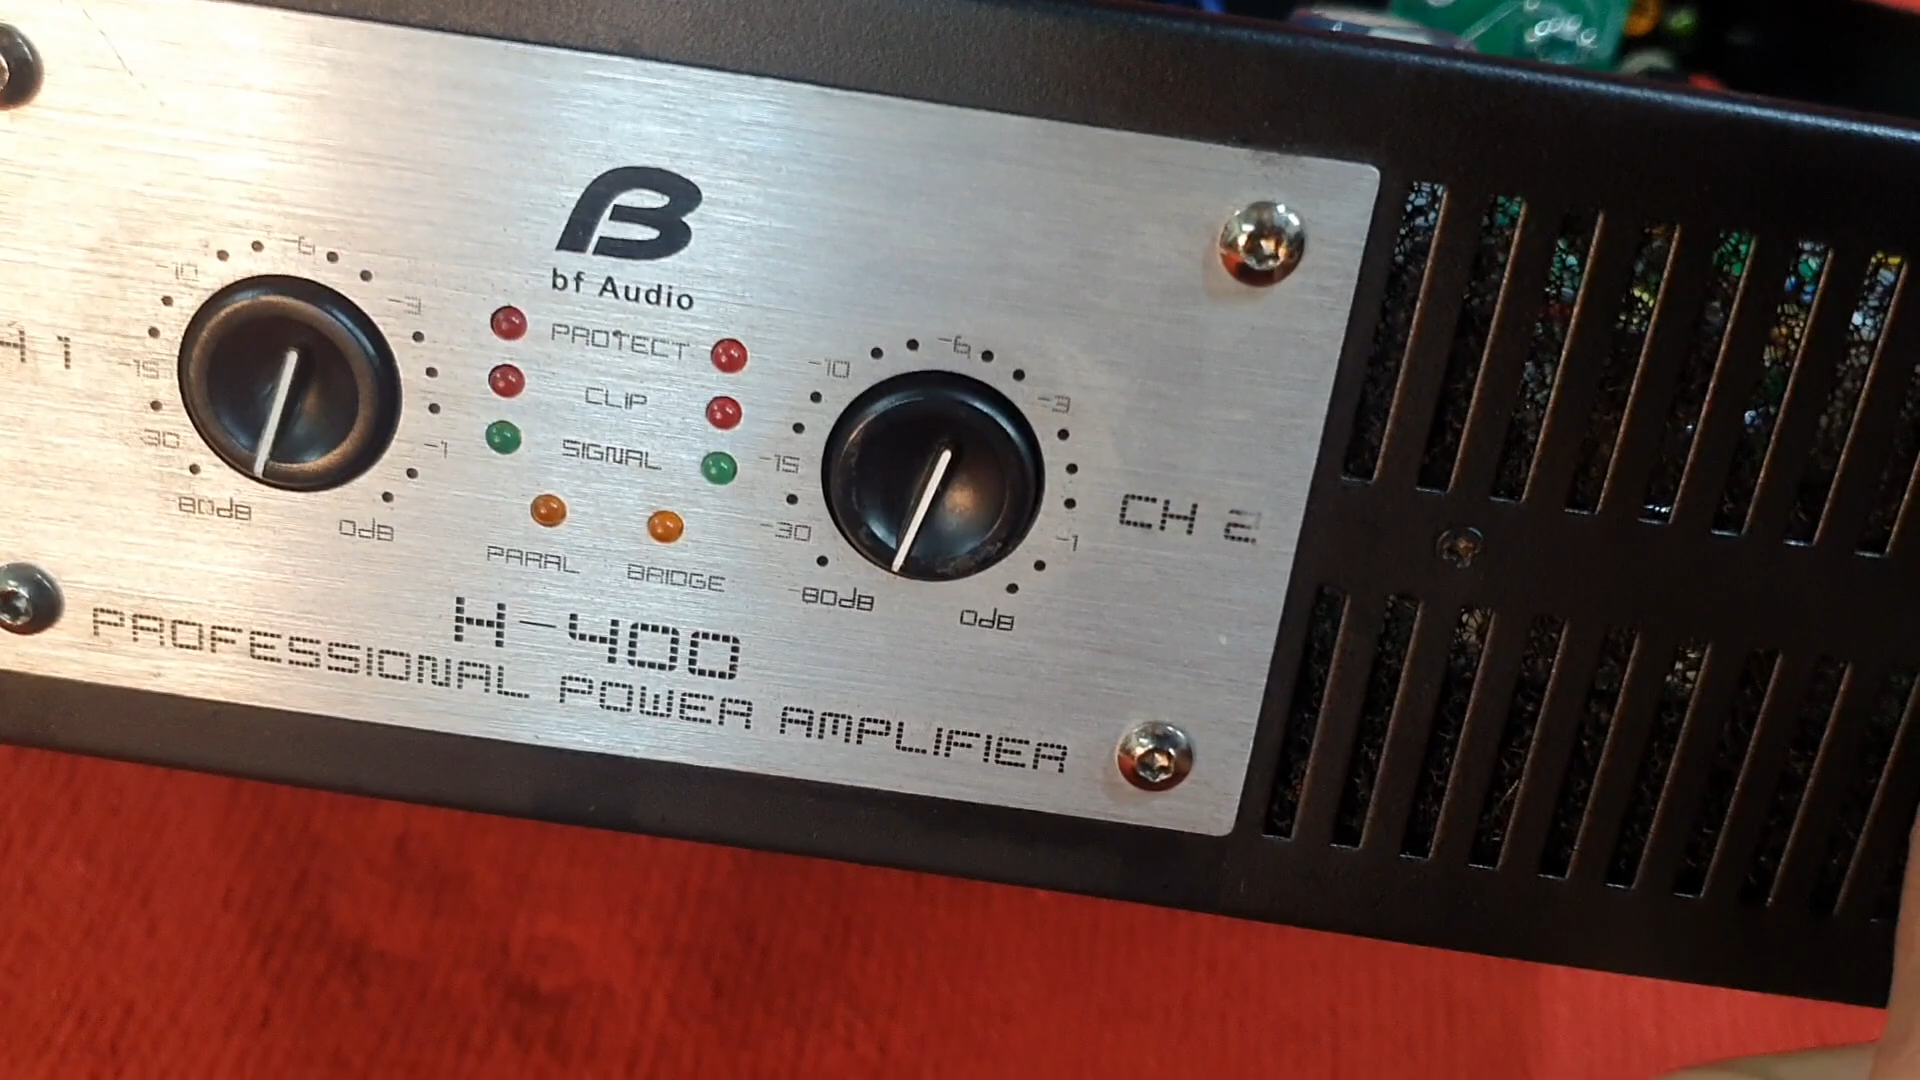 bf Audio
-6
-10
-3
-15
-30
-1
-80dB
0dB
H 1
PROTECT
CLIP
SIGNAL
PARAL
BRIDGE
-6
-10
-3
-15
-30
-1
-80dB
0dB
CH 2
H-400
PROFESSIONAL POWER AMPLIFIER